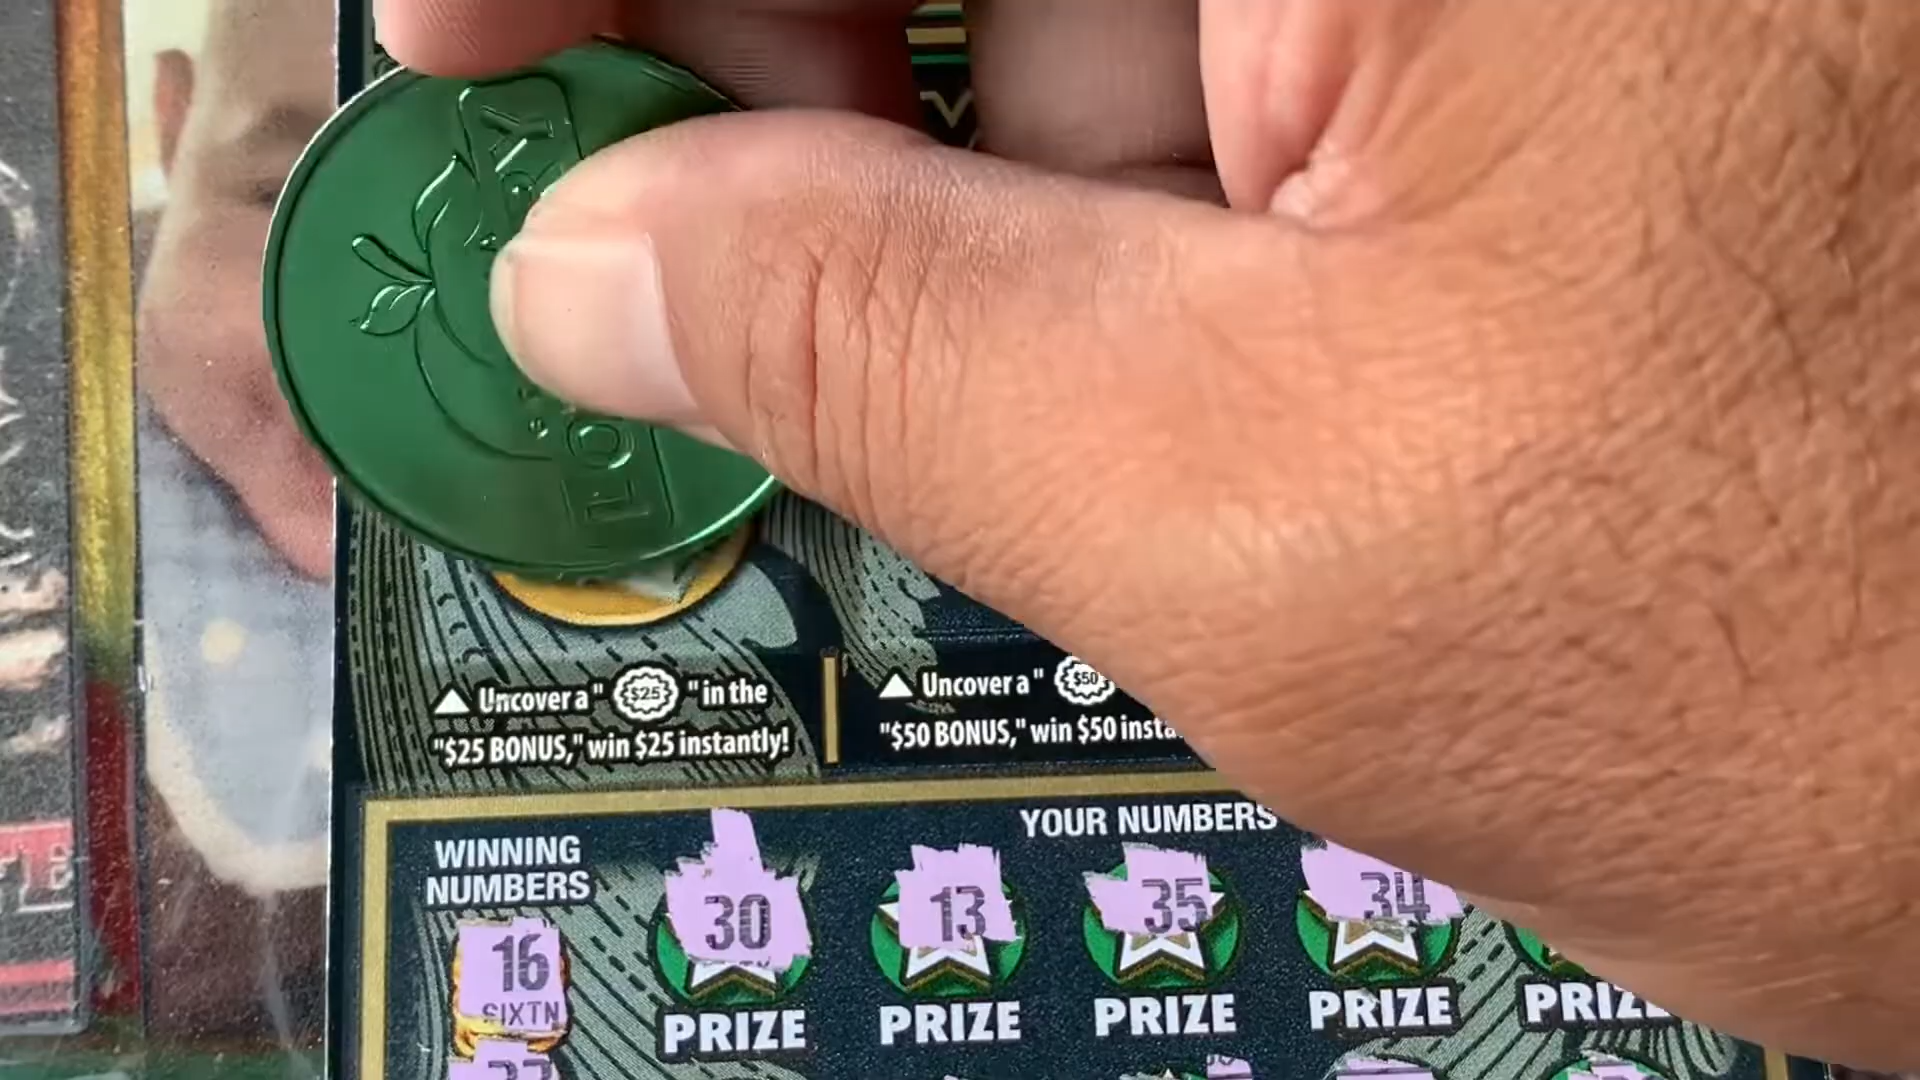 ▲ Uncover a " $25 " in the
"$25 BONUS," win $25 instantly!
▲ Uncover a " $50
"$50 BONUS," win $50 insta
YOUR NUMBERS
WINNING
NUMBERS
30 13 35 34
16
SIXTN
PRIZE PRIZE PRIZE PRIZE PRIZE